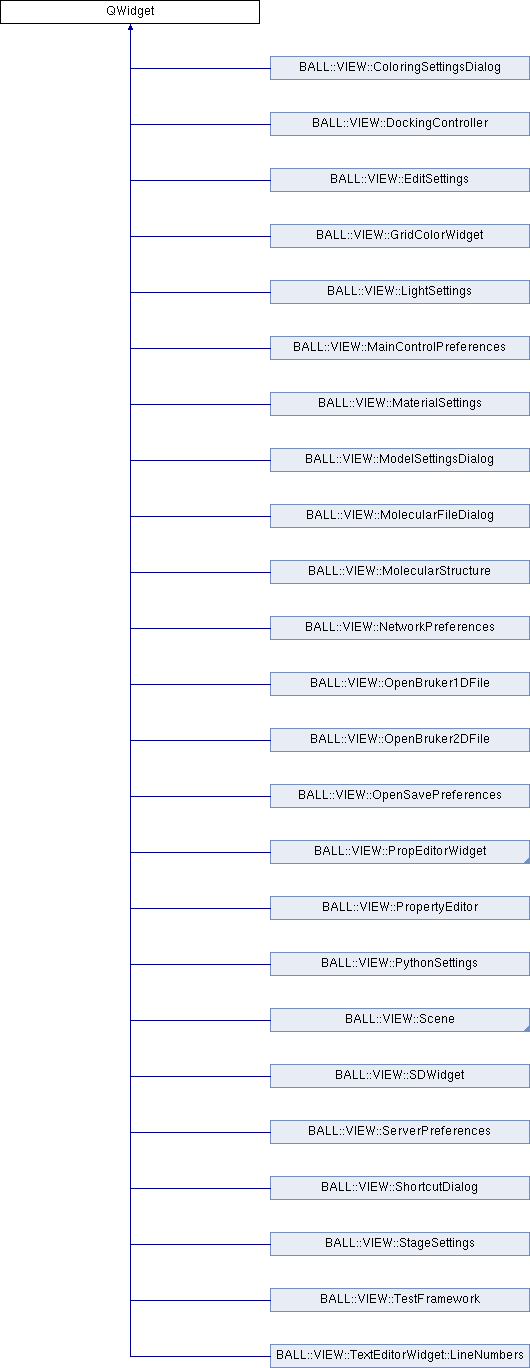 QWidget
BALL::VIEW::ColoringSettingsDialog
BALL::VIEW::DockingController
BALL::VIEW::EditSettings
BALL::VIEW::GridColorWidget
BALL::VIEW::LightSettings
BALL::VIEW::MainControlPreferences
BALL::VIEW::MaterialSettings
BALL::VIEW::ModelSettingsDialog
BALL::VIEW::MolecularFileDialog
BALL::VIEW::MolecularStructure
BALL::VIEW::NetworkPreferences
BALL::VIEW::OpenBruker1DFile
BALL::VIEW::OpenBruker2DFile
BALL::VIEW::OpenSavePreferences
BALL::VIEW::PropEditorWidget
BALL::VIEW::PropertyEditor
BALL::VIEW::PythonSettings
BALL::VIEW::Scene
BALL::VIEW::SDWidget
BALL::VIEW::ServerPreferences
BALL::VIEW::ShortcutDialog
BALL::VIEW::StageSettings
BALL::VIEW::TestFramework
BALL::VIEW::TextEditorWidget::LineNumbers